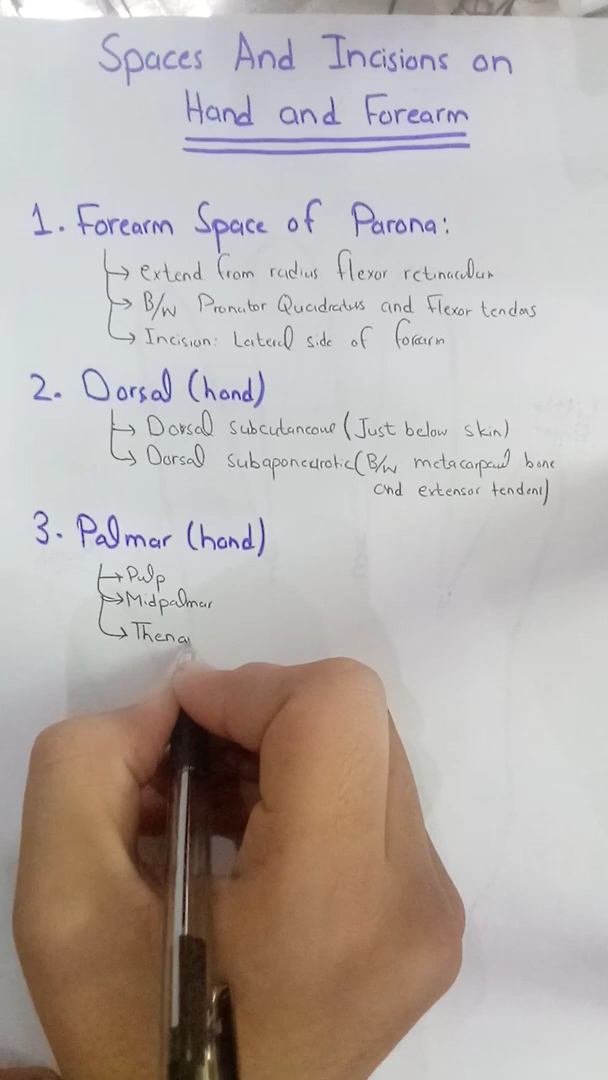 Spaces And Incisions on
Hand and Forearm
1. Forearm Space of Parona:
extend from radius flexor retinaculum
B/W Pronator Quadratus and Flexor tendons
Incision: Lateral side of forearm
2. Dorsal (hand)
Dorsal subcutaneous (Just below skin)
Dorsal subaponeurotic (B/W metacarpal bone
and extensor tendons)
3. Palmar (hand)
Pulp
Midpalmar
Thena